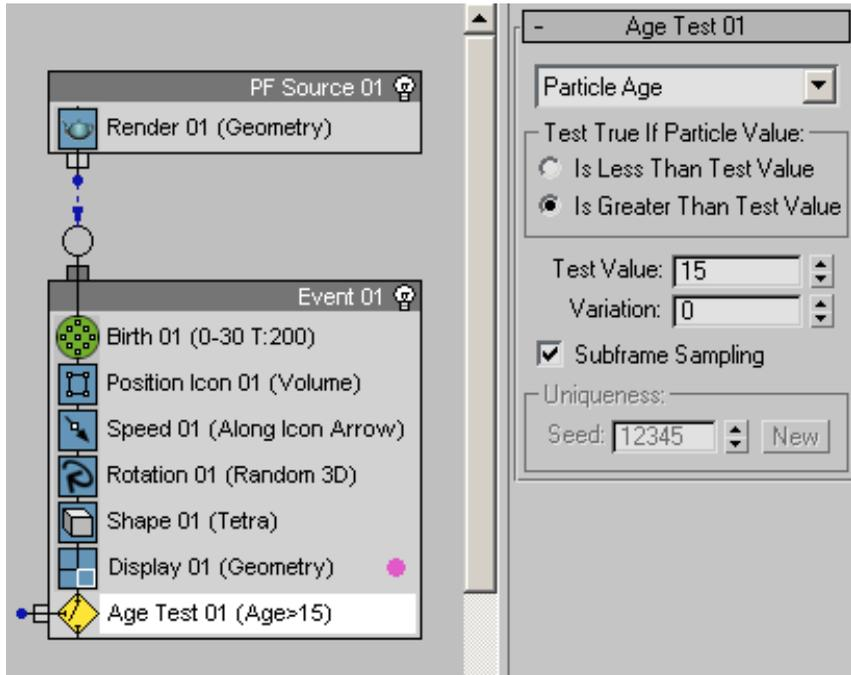 PF Source 01
Render 01 (Geometry)
Event 01
Birth 01 (0-30 T:200)
Position Icon 01 (Volume)
Speed 01 (Along Icon Arrow)
Rotation 01 (Random 3D)
Shape 01 (Tetra)
Display 01 (Geometry)
Age Test 01 (Age>15)
- Age Test 01
Particle Age
Test True If Particle Value:
Is Less Than Test Value
Is Greater Than Test Value
Test Value: 15
Variation: 0
Subframe Sampling
Uniqueness:
Seed: 12345 New